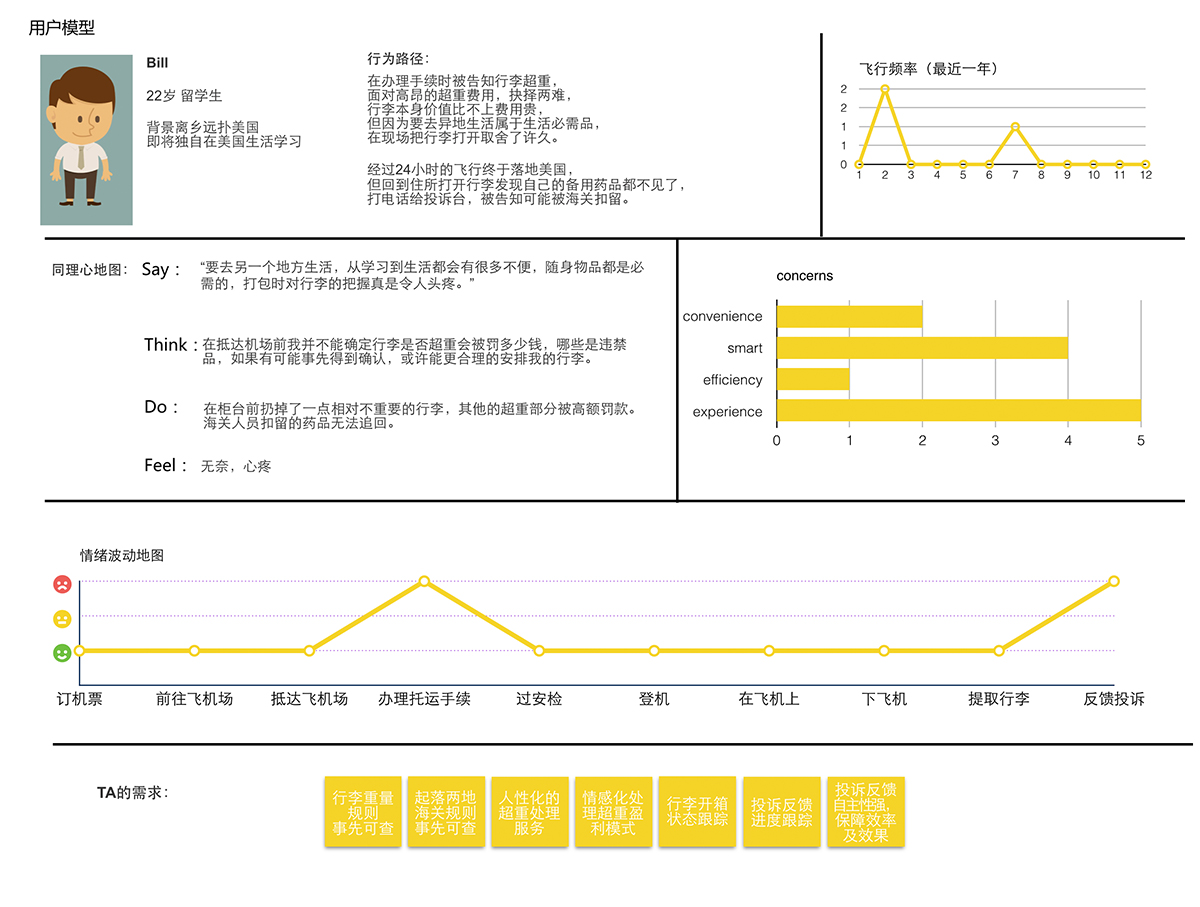 用户模型
Bill
22岁 留学生
背景离乡远扑美国
即将独自在美国生活学习
行为路径：
在办理手续时被告知行李超重，
面对高昂的超重费用，抉择两难，
行李本身价值比不上费用贵，
但因为要去异地生活属于生活必需品，
在现场把行李打开取舍了许久。
经过24小时的飞行终于落地美国，
但回到住所打开行李发现自己的备用药品都不见了，
打电话给投诉台，被告知可能被海关扣留。
飞行频率（最近一年）
2
2
1
1
0
1 2 3 4 5 6 7 8 9 10 11 12
同理心地图：
Say：
“要去另一个地方生活，从学习到生活都会有很多不便，随身物品都是必
需的，打包时对行李的把握真是令人头疼。”
Think：
在抵达机场前我并不能确定行李是否超重会被罚多少钱，哪些是违禁
品，如果有可能事先得到确认，或许能更合理的安排我的行李。
Do：
在柜台前扔掉了一点相对不重要的行李，其他的超重部分被高额罚款。
海关人员扣留的药品无法追回。
Feel：
无奈，心疼
concerns
convenience
smart
efficiency
experience
0 1 2 3 4 5
情绪波动地图
订机票 前往飞机场 抵达飞机场 办理托运手续 过安检 登机 在飞机上 下飞机 提取行李 反馈投诉
TA的需求：
行李重量
规则
事先可查
起落两地
海关规则
事先可查
人性化的
超重处理
服务
情感化处
理超重盈
利模式
行李开箱
状态跟踪
投诉反馈
进度跟踪
投诉反馈
自主性强，
保障效率
及效果